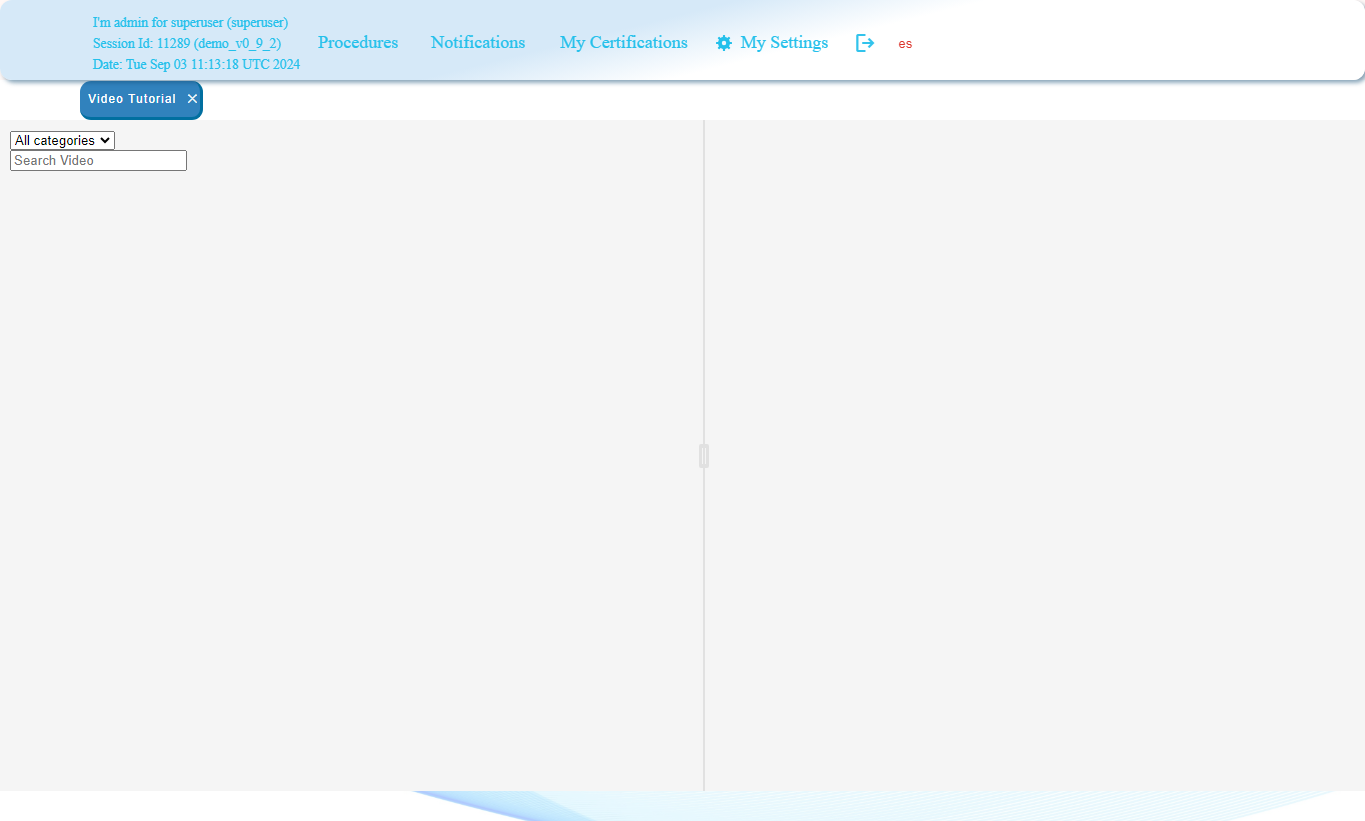 I'm admin for superuser (superuser)
Session Id: 11289 (demo_v0_9_2)
Date: Tue Sep 03 11:13:18 UTC 2024
Procedures
Notifications
My Certifications
My Settings
es
Video Tutorial
All categories
Search Video